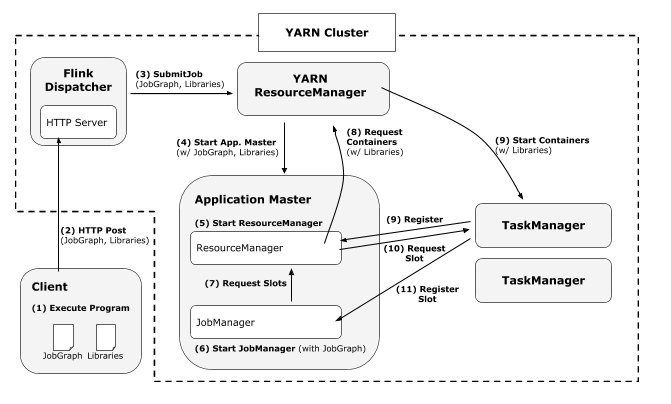 YARN Cluster
Flink
Dispatcher
HTTP Server
(3) SubmitJob
(JobGraph, Libraries)
YARN
ResourceManager
(4) Start App. Master
(w/ JobGraph, Libraries)
(8) Request
Containers
(w/ Libraries)
(9) Start Containers
(w/ Libraries)
(2) HTTP Post
(JobGraph, Libraries)
Application Master
(5) Start ResourceManager
ResourceManager
(7) Request Slots
JobManager
(6) Start JobManager (with JobGraph)
(9) Register
(10) Request
Slot
(11) Register
Slot
TaskManager
TaskManager
Client
(1) Execute Program
JobGraph Libraries